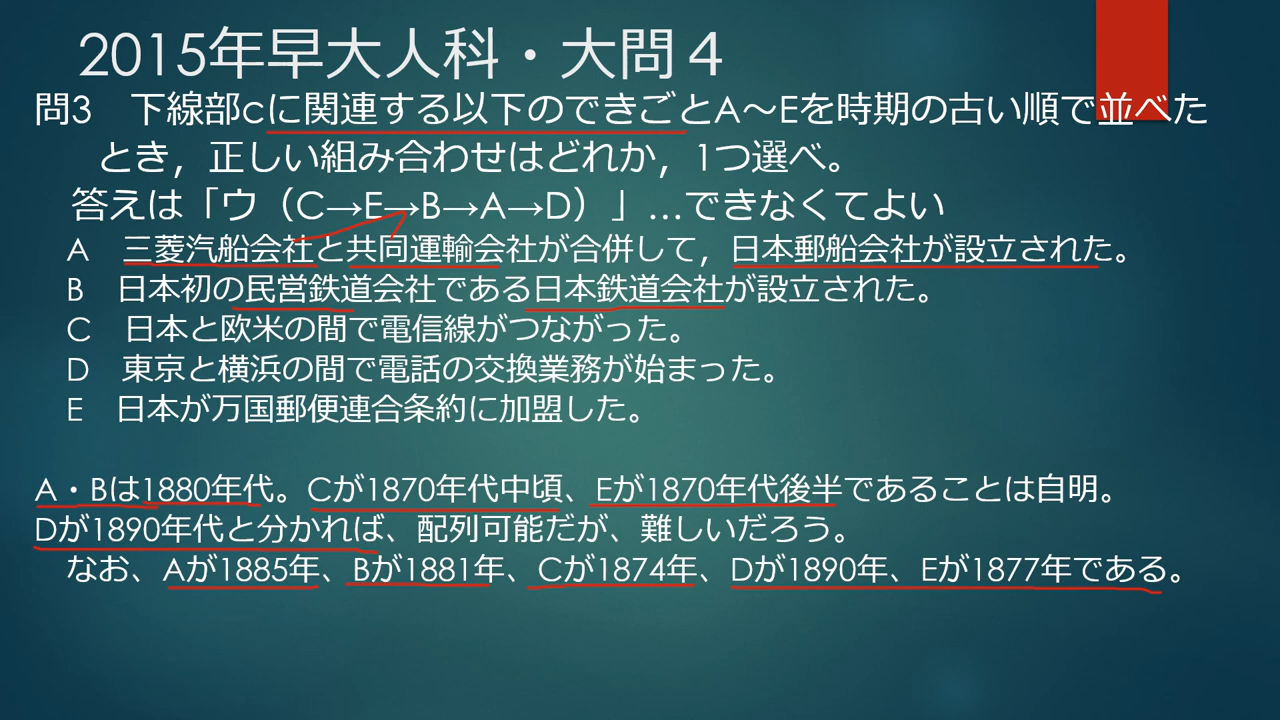 2015年早大人科・大問４
問3　下線部cに関連する以下のできごとA～Eを時期の古い順で並べた
とき，正しい組み合わせはどれか，1つ選べ。
答えは「ウ（C→E→B→A→D）」…できなくてよい
A　三菱汽船会社と共同運輸会社が合併して，日本郵船会社が設立された。
B　日本初の民営鉄道会社である日本鉄道会社が設立された。
C　日本と欧米の間で電信線がつながった。
D　東京と横浜の間で電話の交換業務が始まった。
E　日本が万国郵便連合条約に加盟した。
A・Bは1880年代。Cが1870年代中頃、Eが1870年代後半であることは自明。
Dが1890年代と分かれば、配列可能だが、難しいだろう。
なお、Aが1885年、Bが1881年、Cが1874年、Dが1890年、Eが1877年である。